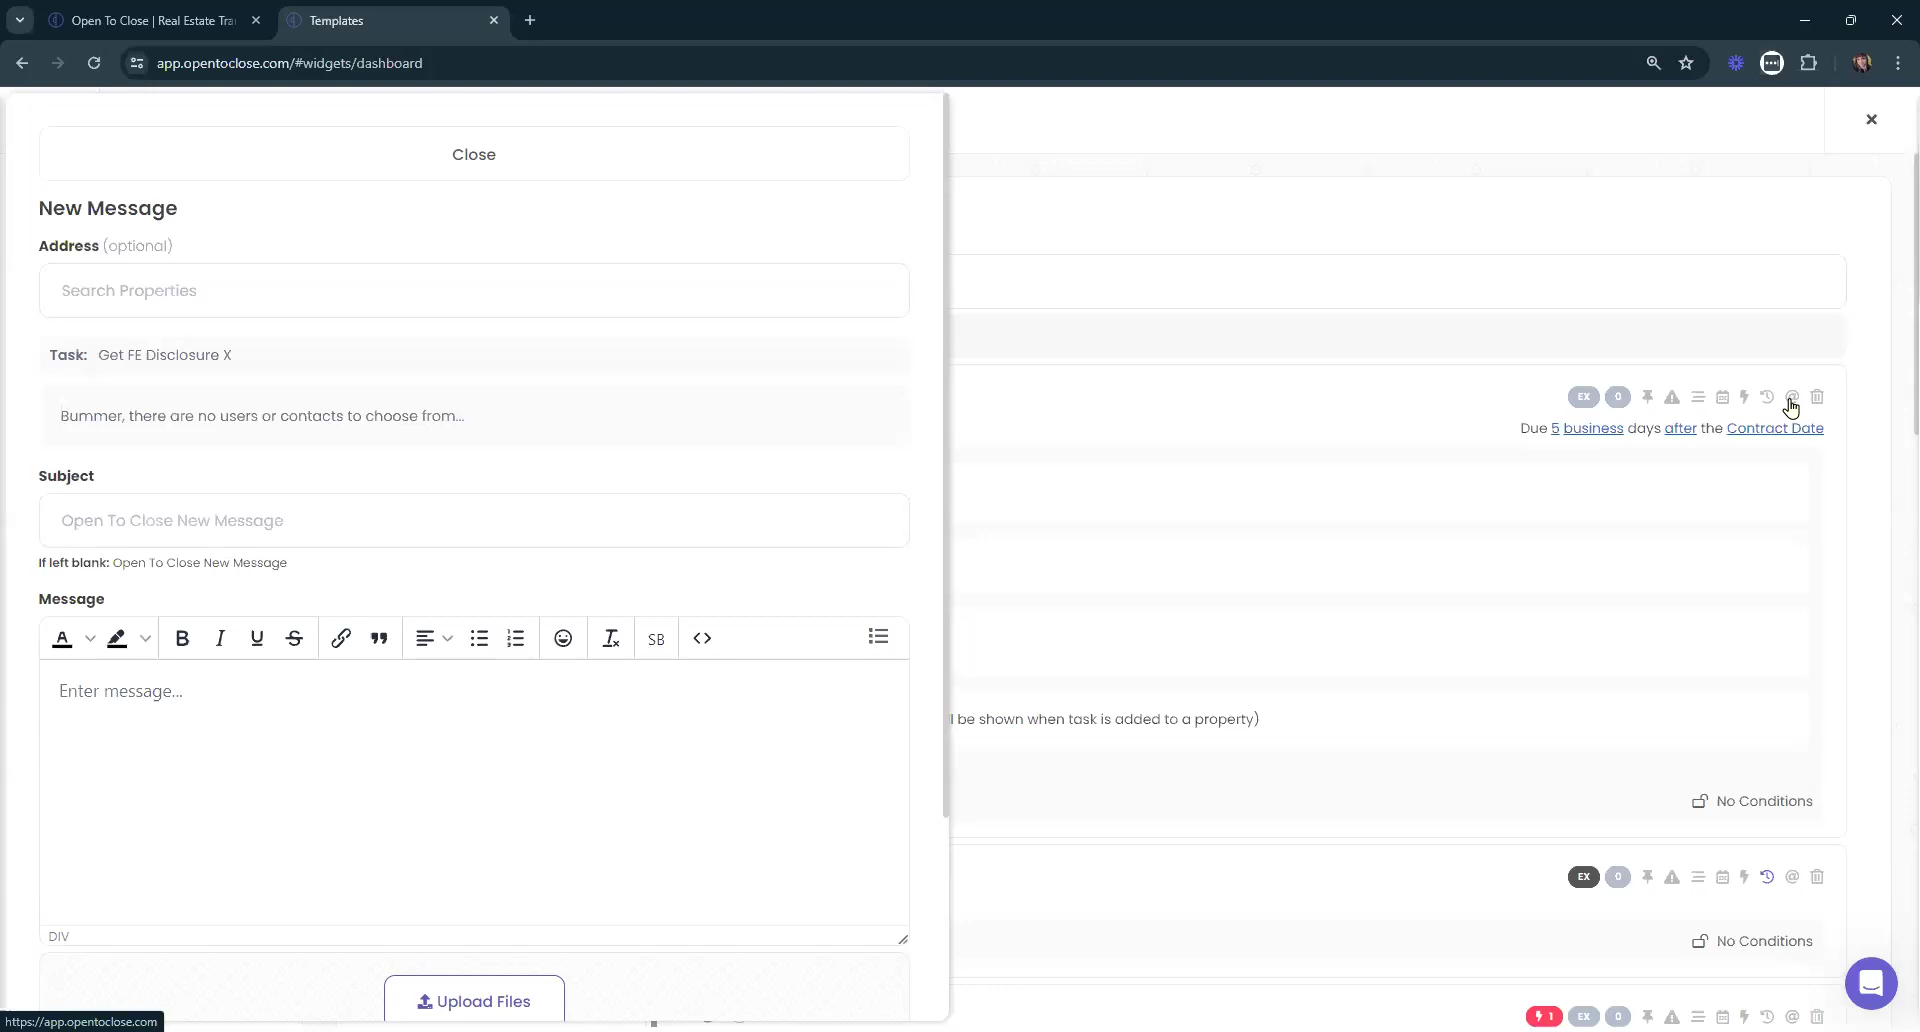 Open To Close | Real Estate Tra
Templates
app.opentoclose.com/#widgets/dashboard
Close
New Message
Address (optional)
Search Properties
Task: Get FE Disclosure X
Bummer, there are no users or contacts to choose from...
EX 0
Due 5 business days after the Contract Date
Subject
Open To Close New Message
If left blank: Open To Close New Message
Message
SB
Enter message...
l be shown when task is added to a property)
No Conditions
EX 0
DIV
No Conditions
Upload Files
1 EX 0
https://app.opentoclose.com